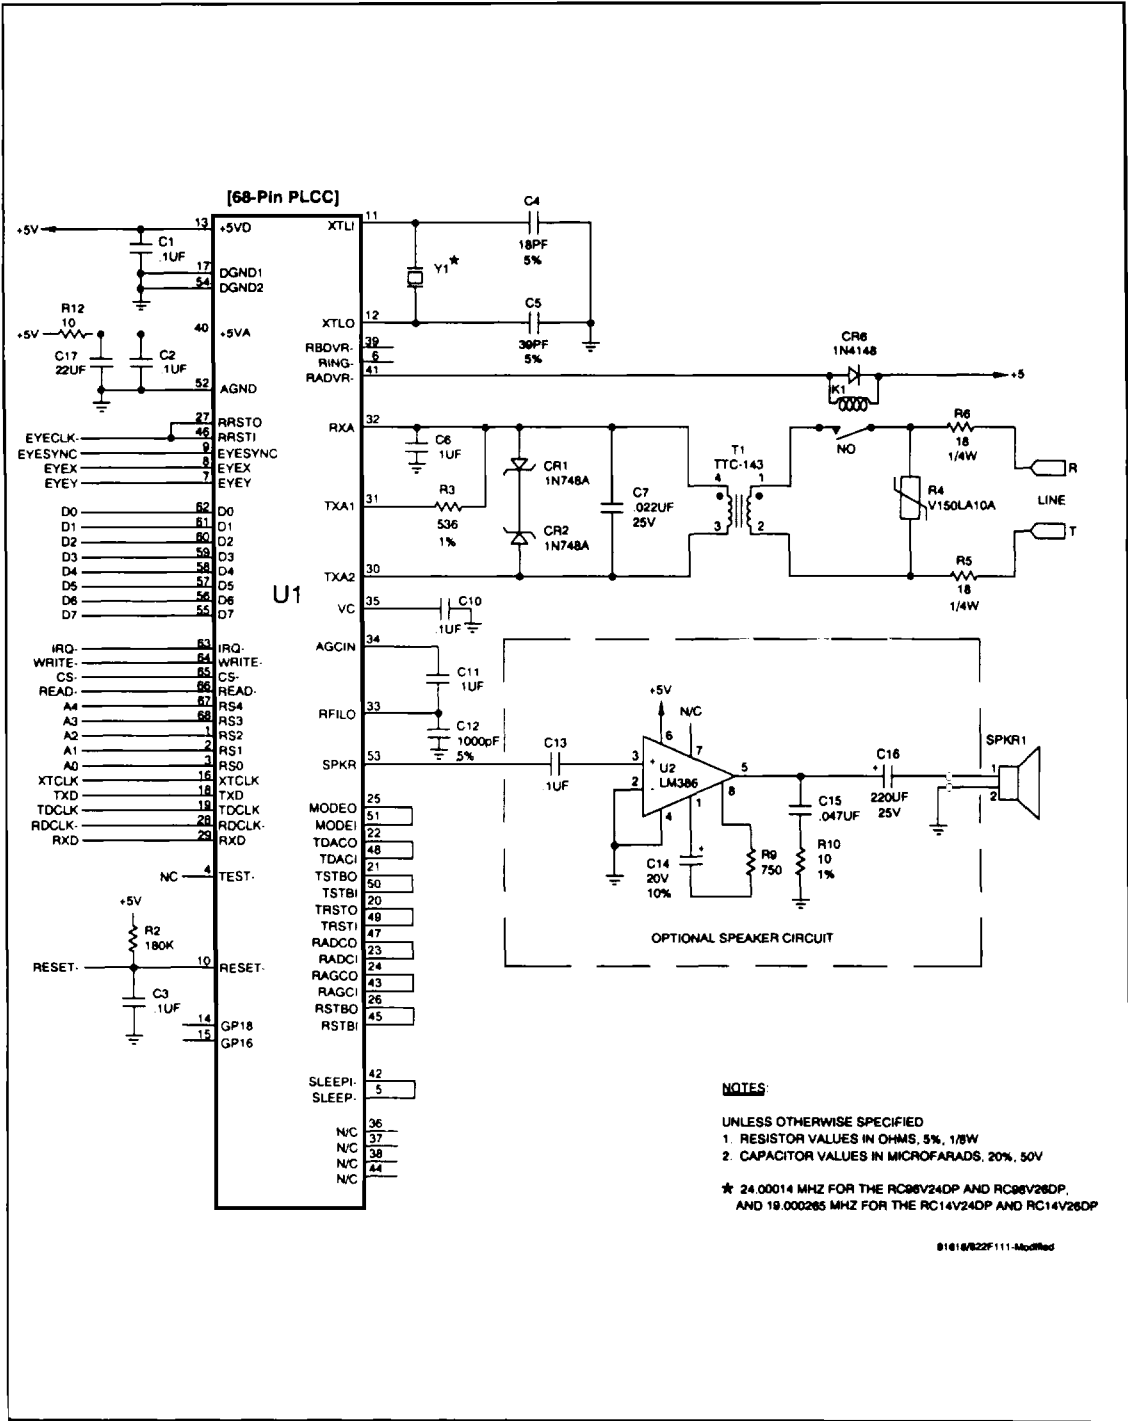 [68-Pin PLCC]
+5V
13
+5VD
C1
.1UF
17
DGND1
54
DGND2
R12
10
+5V
40
+5VA
C17
22UF
C2
.1UF
52
AGND
27
RRSTO
EYECLK-
46
RRSTI
EYESYNC
9
EYESYNC
EYEX
8
EYEX
EYEY
7
EYEY
D0
62
D0
D1
61
D1
D2
60
D2
D3
59
D3
D4
58
D4
D5
57
D5
D6
56
D6
D7
55
D7
U1
IRQ-
63
IRQ-
WRITE-
64
WRITE-
CS-
65
CS-
READ-
66
READ-
A4
67
RS4
A3
68
RS3
A2
1
RS2
A1
2
RS1
A0
3
RS0
XTCLK
16
XTCLK
TXD
18
TXD
TDCLK
19
TDCLK
RDCLK-
28
RDCLK-
RXD
29
RXD
NC
4
TEST-
+5V
R2
180K
RESET-
10
RESET-
C3
.1UF
14
GP18
15
GP16
XTLI
11
C4
18PF
5%
Y1*
XTLO
12
C5
39PF
5%
RBDVR-
39
RING-
6
RADVR-
41
CR6
1N4148
K1
+5
RXA
32
C6
.1UF
TXA1
31
R3
536
1%
CR1
1N748A
CR2
1N748A
C7
.022UF
25V
T1
TTC-143
4
1
3
2
NO
R6
18
1/4W
R4
V150LA10A
R
LINE
T
R5
18
1/4W
TXA2
30
VC
35
C10
.1UF
AGCIN
34
C11
.1UF
RFILO
33
C12
1000pF
5%
SPKR
53
C13
.1UF
+5V
N/C
6
7
3
+
U2
2
-
LM386
5
1
8
4
C14
20V
10%
+
R9
750
C15
.047UF
R10
10
1%
+
C16
220UF
25V
SPKR1
1
2
OPTIONAL SPEAKER CIRCUIT
MODEO
25
MODEI
51
TDACO
22
TDACI
48
TSTBO
21
TSTBI
50
TRSTO
20
TRSTI
49
RADCO
47
RADCI
23
RAGCO
24
RAGCI
43
RSTBO
26
RSTBI
45
SLEEPI-
42
SLEEP-
5
N/C
36
N/C
37
N/C
38
N/C
44
NOTES:
UNLESS OTHERWISE SPECIFIED
1. RESISTOR VALUES IN OHMS, 5%, 1/8W
2. CAPACITOR VALUES IN MICROFARADS, 20%, 50V
★ 24.00014 MHZ FOR THE RC96V24DP AND RC96V26DP,
AND 19.000265 MHZ FOR THE RC14V24DP AND RC14V26DP
-Modified